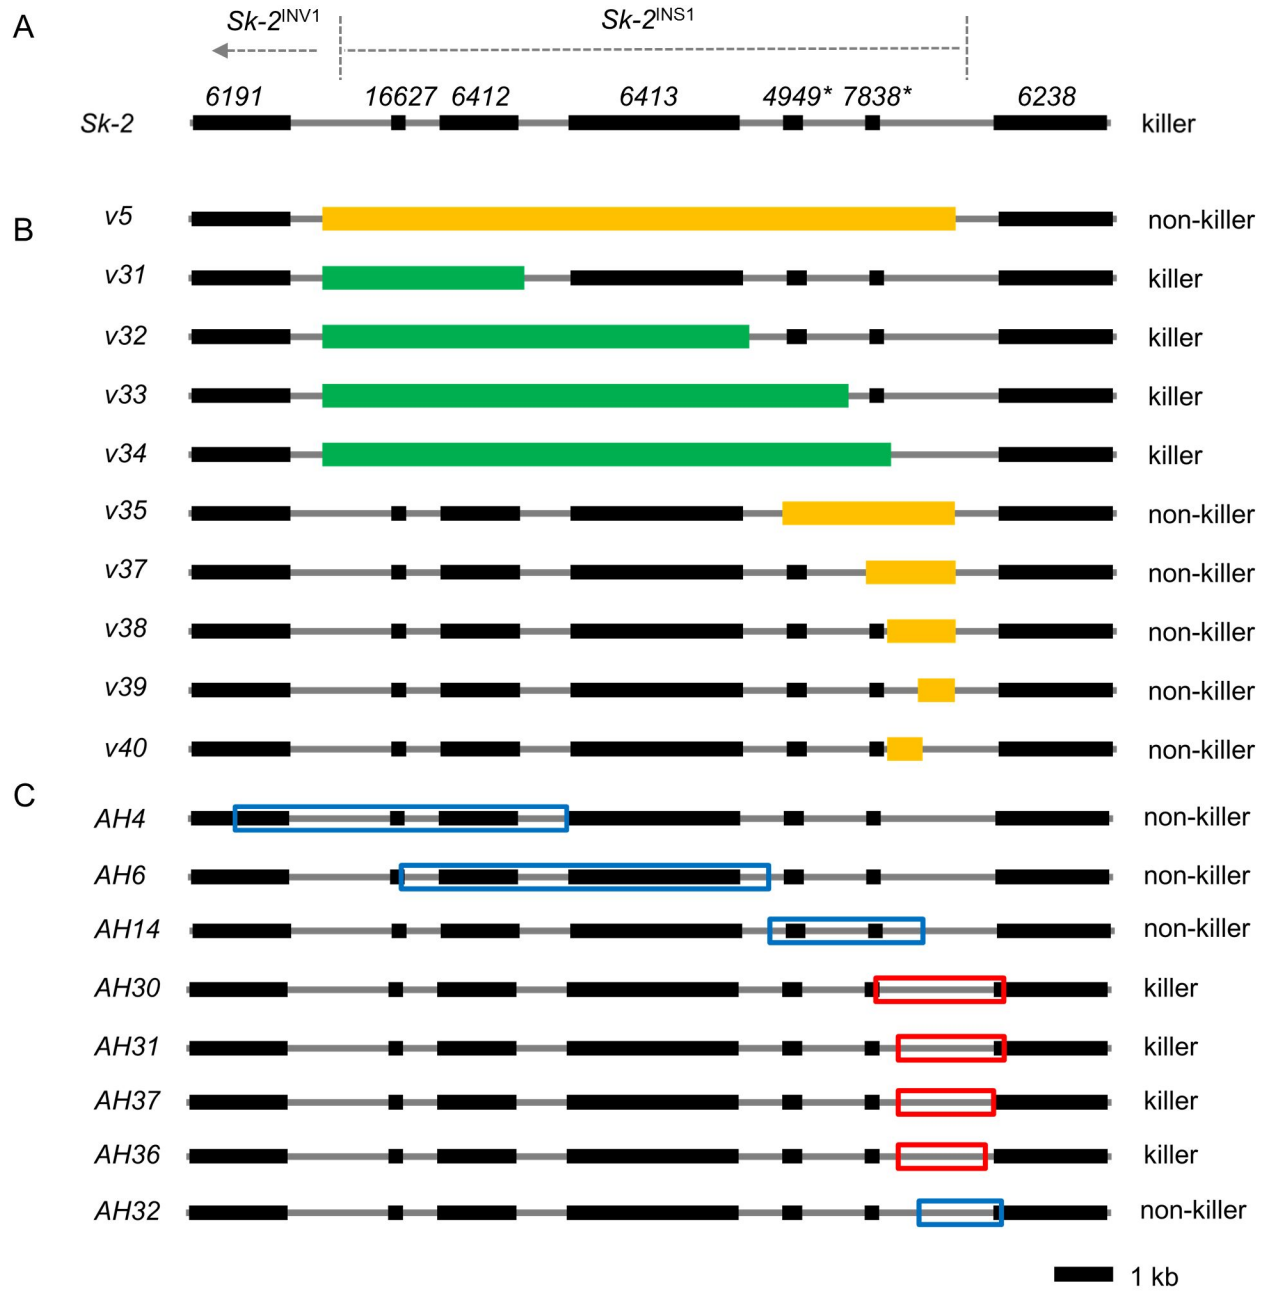 A
Sk-2INV1 Sk-2INS1
6191 16627 6412 6413 4949* 7838* 6238
Sk-2 killer
B
v5 non-killer
v31 killer
v32 killer
v33 killer
v34 killer
v35 non-killer
v37 non-killer
v38 non-killer
v39 non-killer
v40 non-killer
C
AH4 non-killer
AH6 non-killer
AH14 non-killer
AH30 killer
AH31 killer
AH37 killer
AH36 killer
AH32 non-killer
1 kb